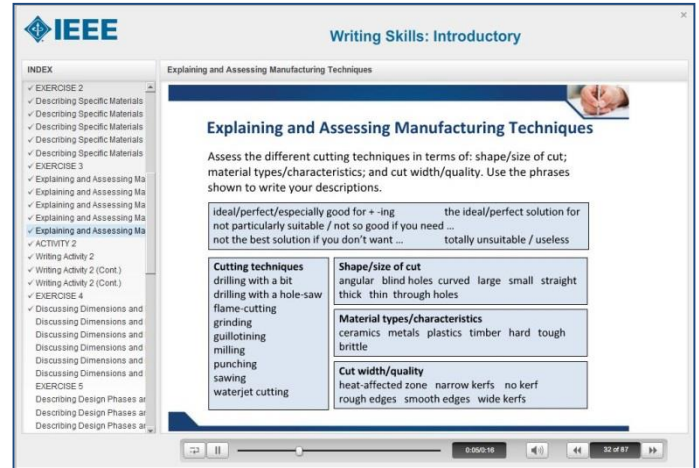 IEEE
Writing Skills: Introductory
INDEX
✓ EXERCISE 2
✓ Describing Specific Materials
✓ Describing Specific Materials
✓ Describing Specific Materials
✓ Describing Specific Materials
✓ Describing Specific Materials
✓ EXERCISE 3
✓ Explaining and Assessing Ma
✓ Explaining and Assessing Ma
✓ Explaining and Assessing Ma
✓ Explaining and Assessing Ma
✓ Explaining and Assessing Ma
✓ ACTIVITY 2
✓ Writing Activity 2
✓ Writing Activity 2 (Cont.)
✓ Writing Activity 2 (Cont.)
✓ EXERCISE 4
✓ Discussing Dimensions and
Discussing Dimensions and
Discussing Dimensions and
Discussing Dimensions and
Discussing Dimensions and
EXERCISE 5
Describing Design Phases ar
Describing Design Phases ar
Describing Design Phases ar
Explaining and Assessing Manufacturing Techniques
Explaining and Assessing Manufacturing Techniques
Assess the different cutting techniques in terms of: shape/size of cut;
material types/characteristics; and cut width/quality. Use the phrases
shown to write your descriptions.
ideal/perfect/especially good for + -ing the ideal/perfect solution for
not particularly suitable / not so good if you need ...
not the best solution if you don't want ... totally unsuitable / useless
Cutting techniques
drilling with a bit
drilling with a hole-saw
flame-cutting
grinding
guillotining
milling
punching
sawing
waterjet cutting
Shape/size of cut
angular blind holes curved large small straight
thick thin through holes
Material types/characteristics
ceramics metals plastics timber hard tough
brittle
Cut width/quality
heat-affected zone narrow kerfs no kerf
rough edges smooth edges wide kerfs
0:05/0:16
32 of 87